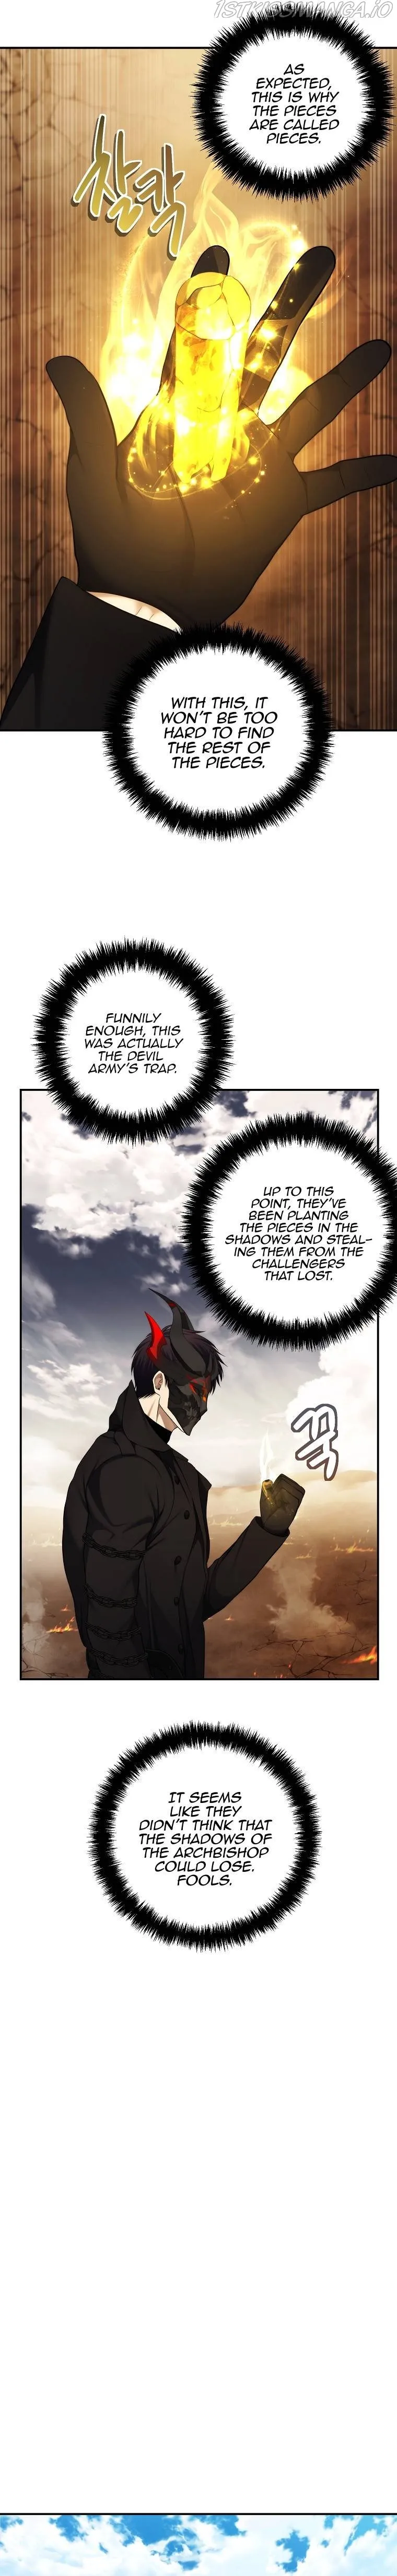 1STKISSMANGA.IO
AS
EXPECTED,
THIS IS WHY
THE PIECES
ARE CALLED
PIECES.
찰칵
WITH THIS, IT
WON'T BE TOO
HARD TO FIND
THE REST OF
THE PIECES.
FUNNILY
ENOUGH, THIS
WAS ACTUALLY
THE DEVIL
ARMY'S TRAP.
UP TO THIS
POINT, THEY'VE
BEEN PLANTING
THE PIECES IN THE
SHADOWS AND STEAL-
ING THEM FROM THE
CHALLENGERS
THAT LOST.
콱
IT SEEMS
LIKE THEY
DIDN'T THINK THAT
THE SHADOWS OF
THE ARCHBISHOP
COULD LOSE.
FOOLS.